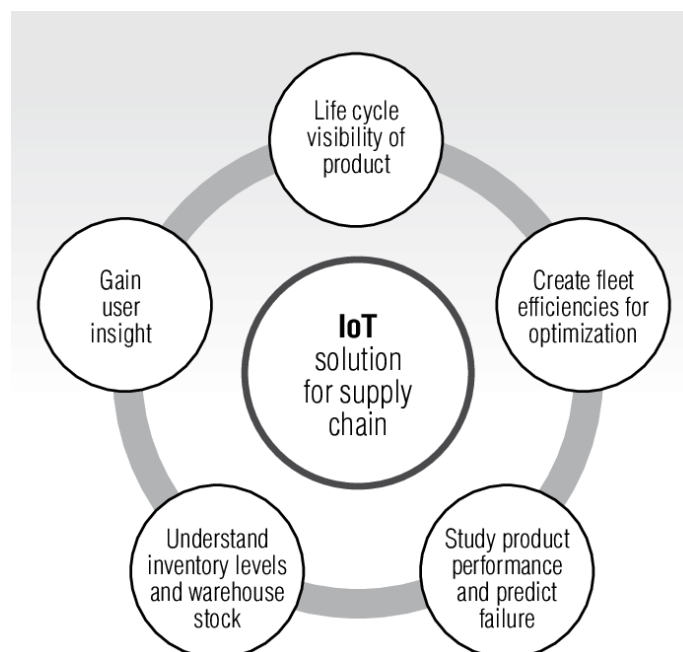 Life cycle
visibility of
product
Gain
user
insight
Create fleet
efficiencies for
optimization
IoT
solution
for supply
chain
Understand
inventory levels
and warehouse
stock
Study product
performance
and predict
failure